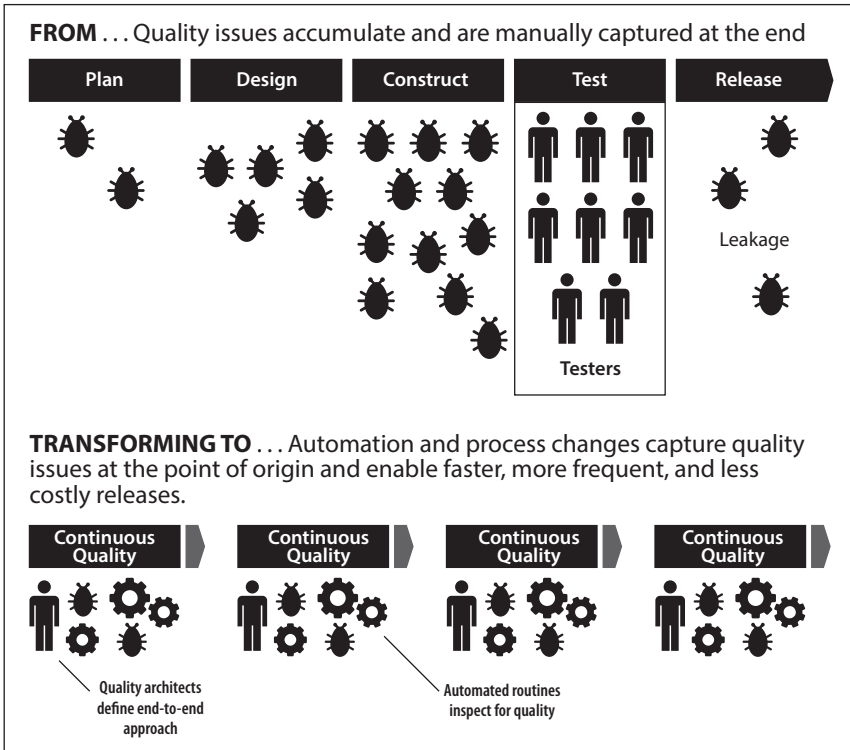 FROM . . . Quality issues accumulate and are manually captured at the end
Plan
Design
Construct
Test
Release
Leakage
Testers
TRANSFORMING TO . . . Automation and process changes capture quality
issues at the point of origin and enable faster, more frequent, and less
costly releases.
Continuous
Quality
Continuous
Quality
Continuous
Quality
Continuous
Quality
Quality architects
define end-to-end
approach
Automated routines
inspect for quality